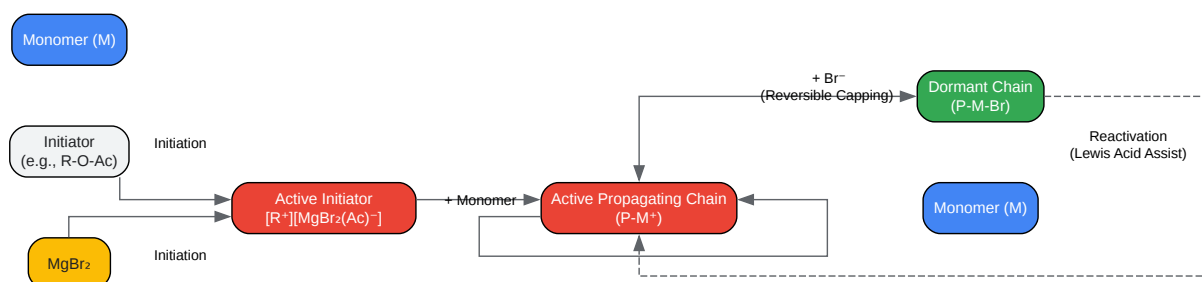 Monomer (M)
+ Br⁻
(Reversible Capping)
Dormant Chain
(P-M-Br)
Initiator
(e.g., R-O-Ac)
Initiation
Reactivation
(Lewis Acid Assist)
Active Initiator
[R⁺][MgBr₂(Ac)⁻]
+ Monomer
Active Propagating Chain
(P-M⁺)
Monomer (M)
MgBr₂
Initiation